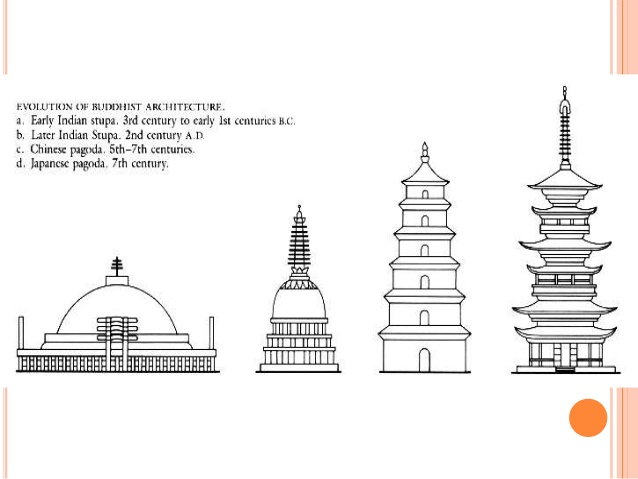 EVOLUTION OF BUDDHIST ARCHITECTURE.
a. Early Indian stupa. 3rd century to early 1st centuries B.C.
b. Later Indian Stupa. 2nd century A.D.
c. Chinese pagoda. 5th–7th centuries.
d. Japanese pagoda. 7th century.